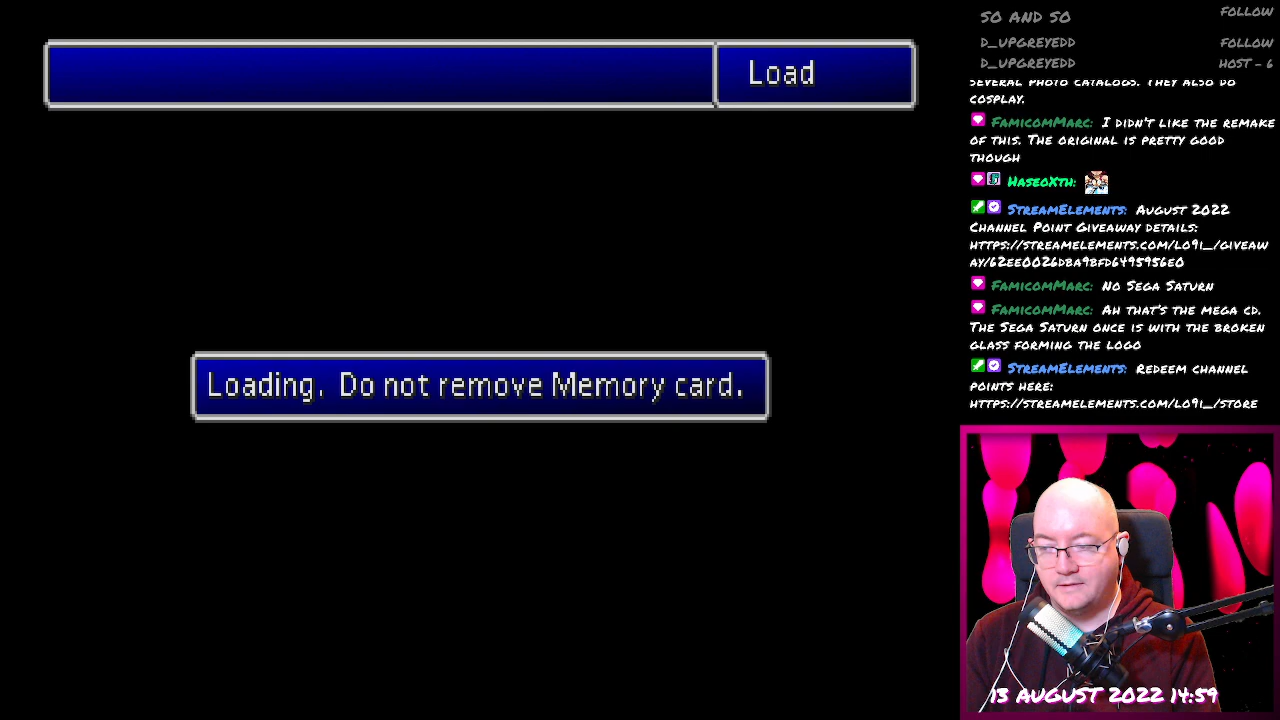 Load
Loading. Do not remove Memory card.
SO AND SO FOLLOW
D_UPGREYEDD FOLLOW
D_UPGREYEDD HOST - 6
SEVERAL PHOTO CATALOGS. THEY ALSO DO
COSPLAY.
FAMICOMMARC: I DIDN'T LIKE THE REMAKE
OF THIS. THE ORIGINAL IS PRETTY GOOD
THOUGH
HASEOXTH:
STREAMELEMENTS: AUGUST 2022
CHANNEL POINT GIVEAWAY DETAILS:
HTTPS://STREAMELEMENTS.COM/LO9I_/GIVEAW
AY/62EE0026DBA9BFD6495956E0
FAMICOMMARC: NO SEGA SATURN
FAMICOMMARC: AH THAT'S THE MEGA CD.
THE SEGA SATURN ONCE IS WITH THE BROKEN
GLASS FORMING THE LOGO
STREAMELEMENTS: REDEEM CHANNEL
POINTS HERE:
HTTPS://STREAMELEMENTS.COM/LO9I_/STORE
13 AUGUST 2022 14:59